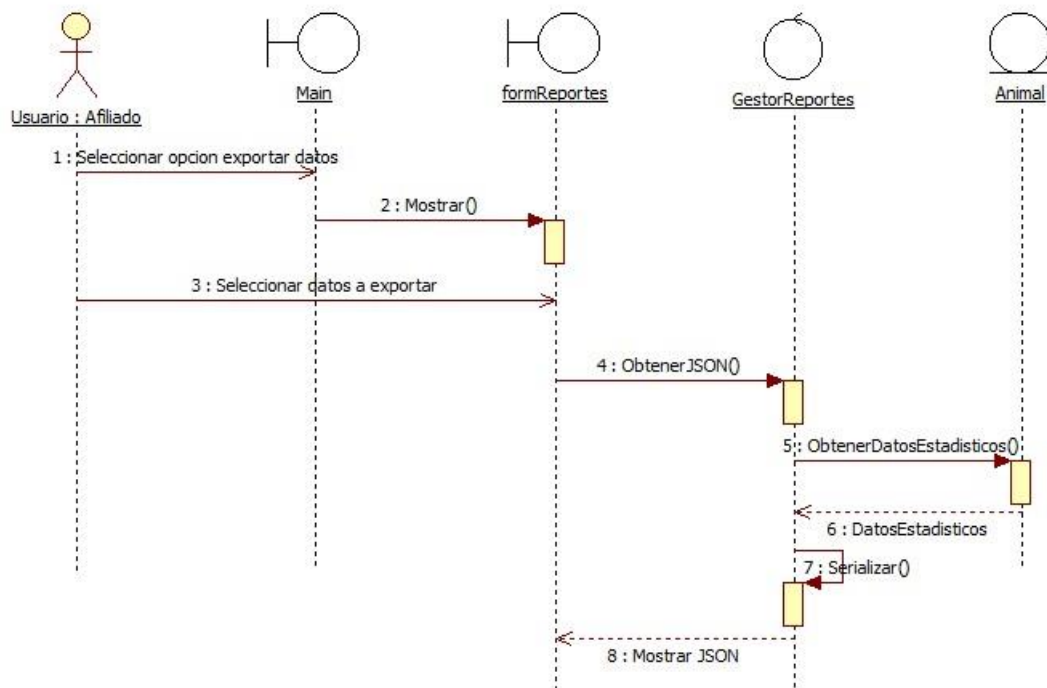 Usuario : Afiliado
Main
formReportes
GestorReportes
Animal
1 : Seleccionar opcion exportar datos
2 : Mostrar()
3 : Seleccionar datos a exportar
4 : ObtenerJSON()
5 : ObtenerDatosEstadisticos()
6 : DatosEstadisticos
7 : Serializar()
8 : Mostrar JSON